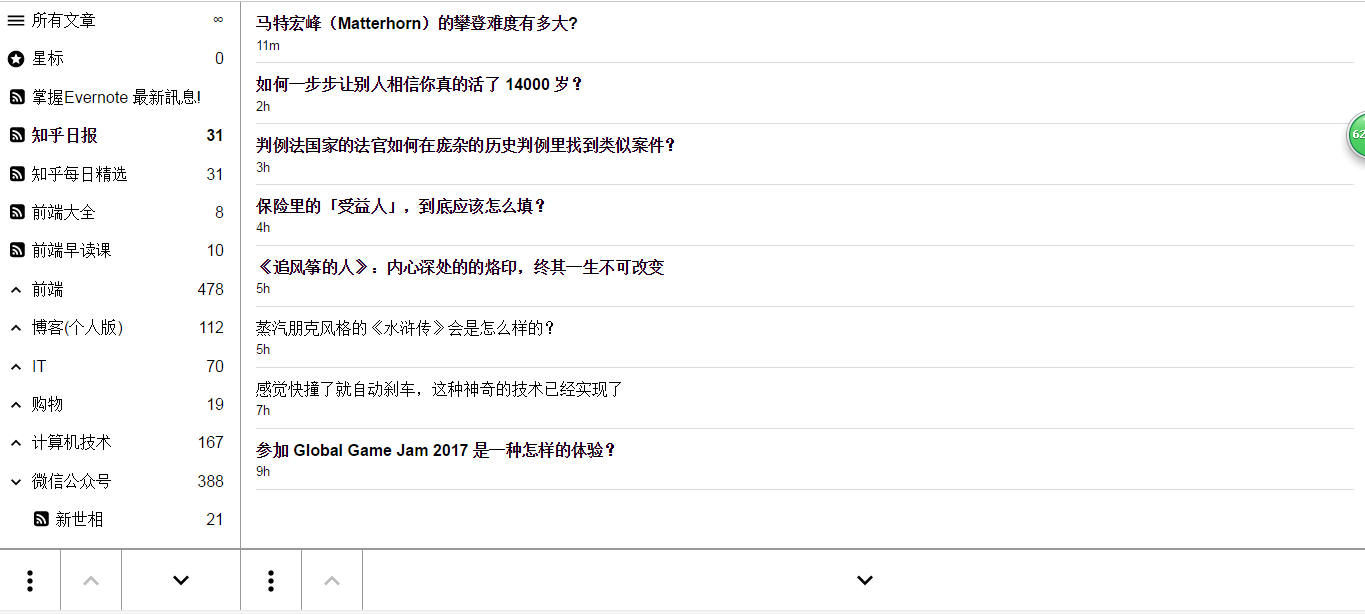 所有文章 ∞
星标 0
掌握Evernote 最新訊息!
知乎日报 31
知乎每日精选 31
前端大全 8
前端早读课 10
前端 478
博客(个人版) 112
IT 70
购物 19
计算机技术 167
微信公众号 388
新世相 21
马特宏峰（Matterhorn）的攀登难度有多大?
11m
如何一步步让别人相信你真的活了 14000 岁？
2h
判例法国家的法官如何在庞杂的历史判例里找到类似案件？
3h
保险里的「受益人」，到底应该怎么填？
4h
《追风筝的人》：内心深处的的烙印，终其一生不可改变
5h
蒸汽朋克风格的《水浒传》会是怎么样的？
5h
感觉快撞了就自动刹车，这种神奇的技术已经实现了
7h
参加 Global Game Jam 2017 是一种怎样的体验？
9h
62